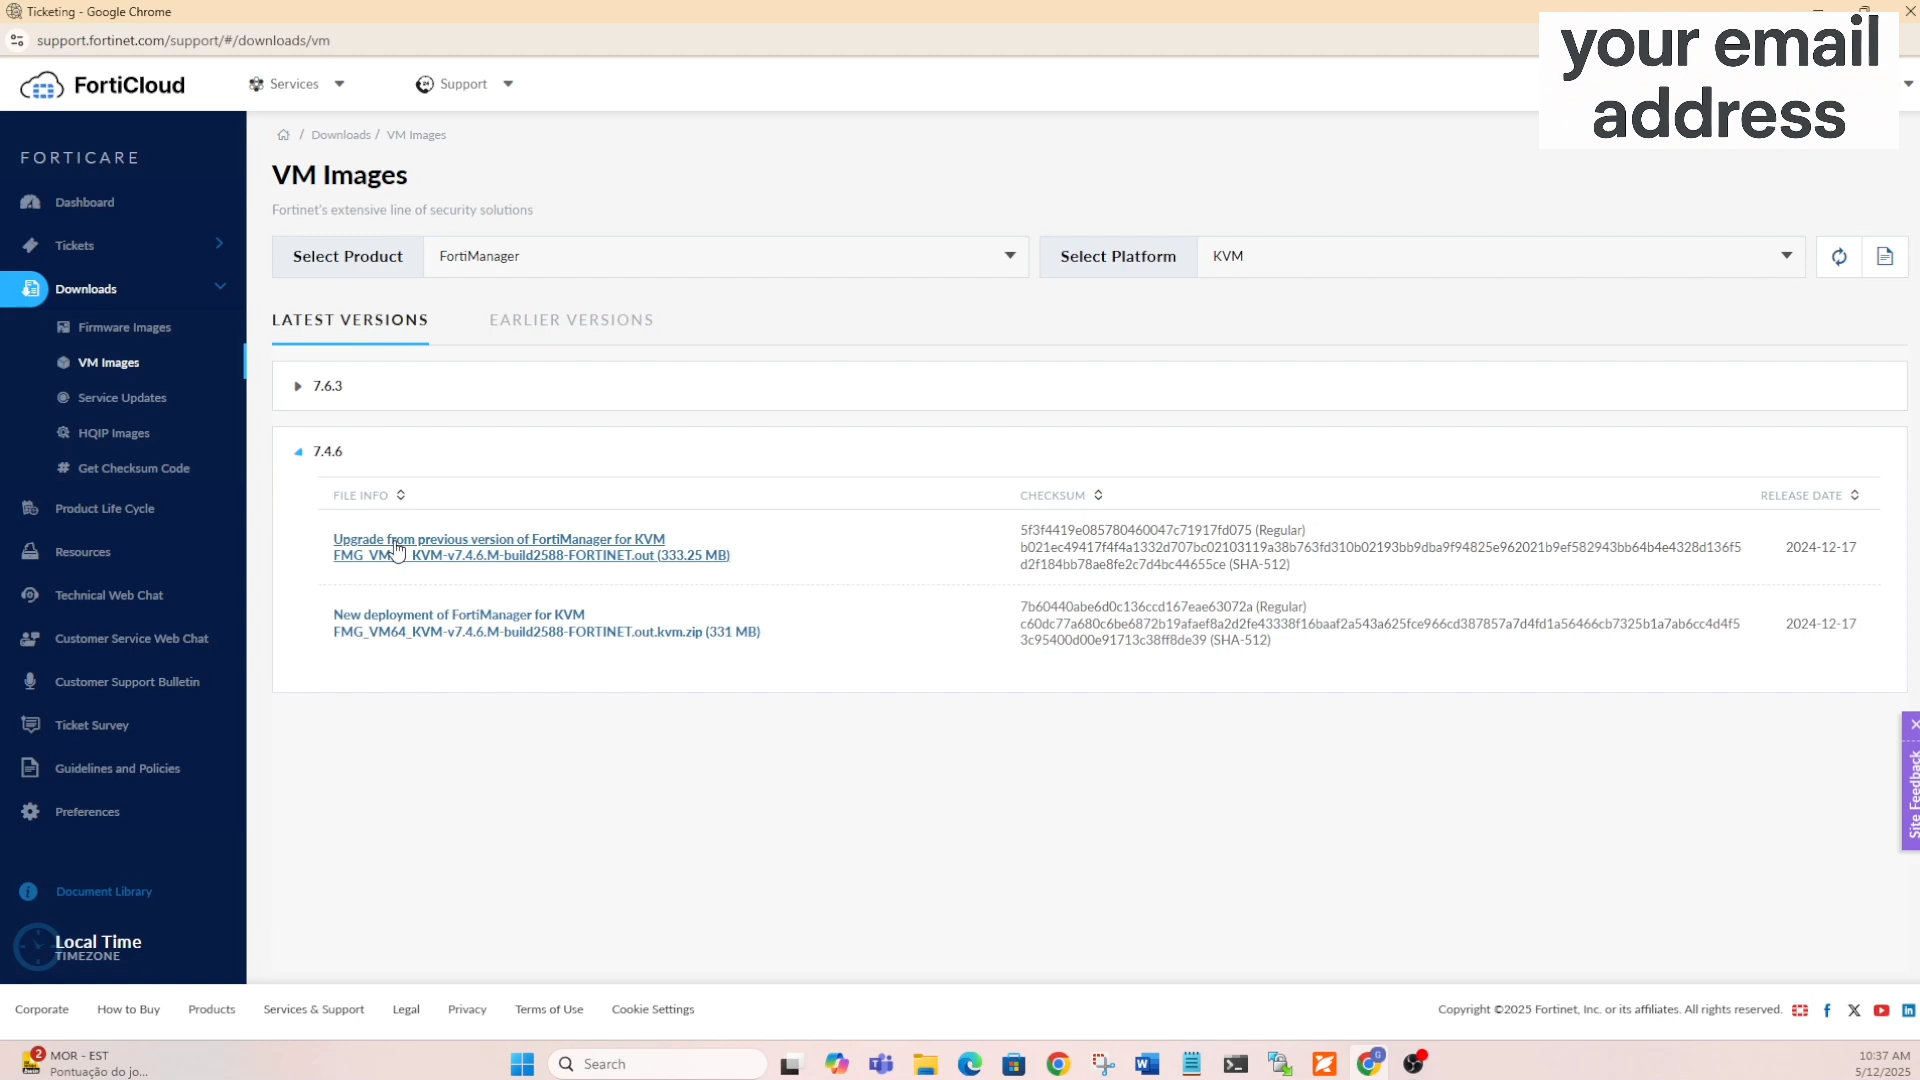 Ticketing - Google Chrome
support.fortinet.com/support/#/downloads/vm
your email
address
FortiCloud
Services
Support
FORTICARE
Dashboard
Tickets
Downloads
Firmware Images
VM Images
Service Updates
HQIP Images
Get Checksum Code
Product Life Cycle
Resources
Technical Web Chat
Customer Service Web Chat
Customer Support Bulletin
Ticket Survey
Guidelines and Policies
Preferences
Document Library
Local Time
TIMEZONE
/ Downloads / VM Images
VM Images
Fortinet's extensive line of security solutions
Select Product FortiManager
Select Platform KVM
LATEST VERSIONS EARLIER VERSIONS
7.6.3
7.4.6
FILE INFO CHECKSUM RELEASE DATE
Upgrade from previous version of FortiManager for KVM
FMG_VM KVM-v7.4.6.M-build2588-FORTINET.out (333.25 MB)
5f3f4419e085780460047c71917fd075 (Regular)
b021ec49417f4f4a1332d707bc02103119a38b763fd310b02193bb9dba9f94825e962021b9ef582943bb64b4e4328d136f5
d2f184bb78ae8fe2c7d4bc44655ce (SHA-512)
2024-12-17
New deployment of FortiManager for KVM
FMG_VM64_KVM-v7.4.6.M-build2588-FORTINET.out.kvm.zip (331 MB)
7b60440abe6d0c136ccd167eae63072a (Regular)
c60dc77a680c6be6872b19afaef8a2d2fe43338f16baaf2a543a625fce966cd387857a7d4fd1a56466cb7325b1a7ab6cc4d4f5
3c95400d00e91713c38ff8de39 (SHA-512)
2024-12-17
Site Feedback
Corporate How to Buy Products Services & Support Legal Privacy Terms of Use Cookie Settings
Copyright ©2025 Fortinet, Inc. or its affiliates. All rights reserved.
2
MOR - EST
Pontuação do jo...
Search
10:37 AM
5/12/2025